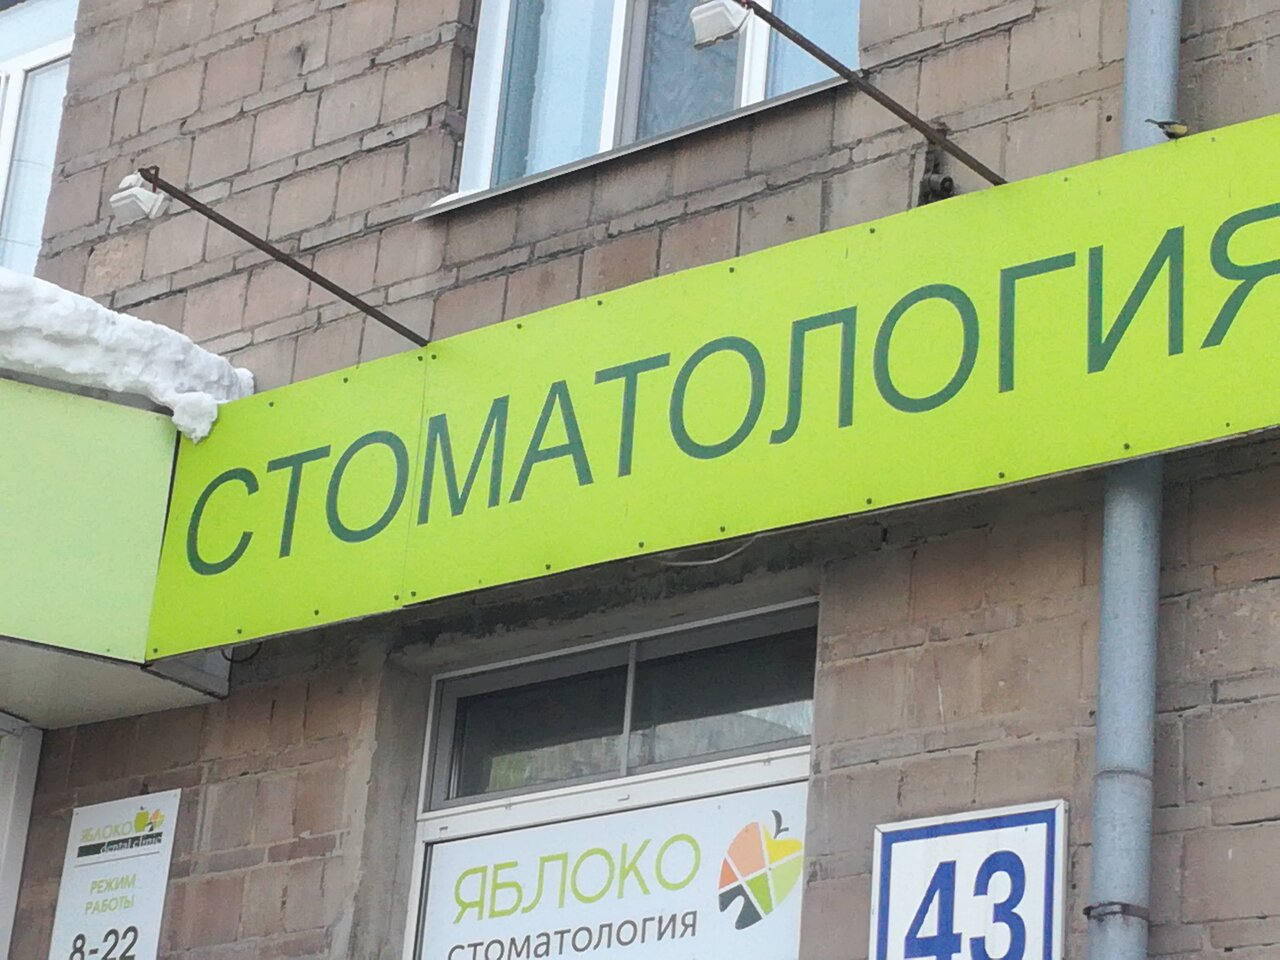 СТОМАТОЛОГИЯ
ЯБЛОКО
dental clinic
РЕЖИМ
РАБОТЫ
8-22
ЯБЛОКО
стоматология
43